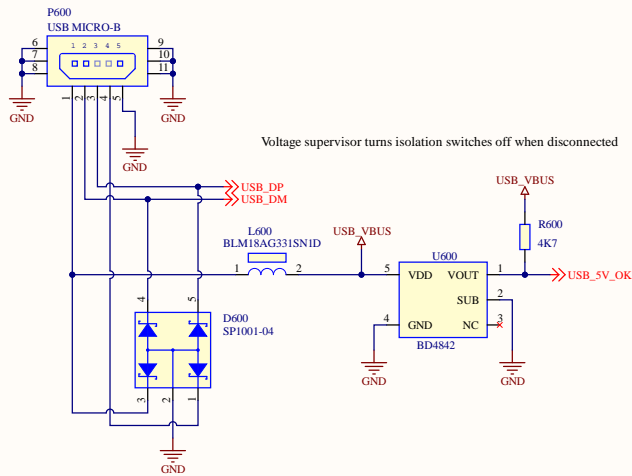 P600
USB MICRO-B
1 2 3 4 5
6
7
8
9
10
11
1
2
3
4
5
GND
GND
GND
Voltage supervisor turns isolation switches off when disconnected
USB_DP
USB_DM
USB_VBUS
R600
4K7
L600
BLM18AG331SN1D
1
2
USB_VBUS
U600
5
VDD
VOUT
1
USB_5V_OK
SUB
2
4
GND
NC
3
BD4842
GND
GND
4
5
D600
SP1001-04
3
2
1
GND